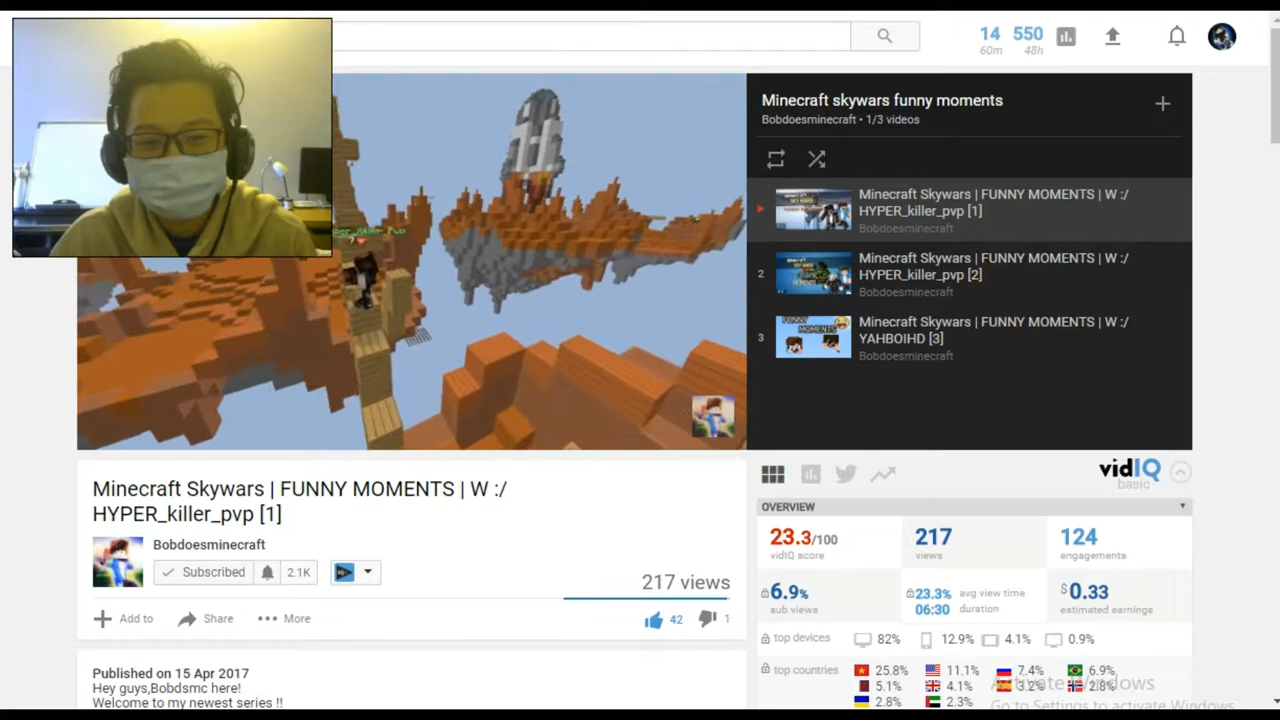 14
60m
550
48h
Minecraft skywars funny moments
Bobdoesminecraft • 1/3 videos
Minecraft Skywars | FUNNY MOMENTS | W :/
HYPER_killer_pvp [1]
Bobdoesminecraft
2
Minecraft Skywars | FUNNY MOMENTS | W :/
HYPER_killer_pvp [2]
Bobdoesminecraft
3
FUNNY
MOMENTS
Minecraft Skywars | FUNNY MOMENTS | W :/
YAHBOIHD [3]
Bobdoesminecraft
Minecraft Skywars | FUNNY MOMENTS | W :/
HYPER_killer_pvp [1]
Bobdoesminecraft
Subscribed
2.1K
217 views
Add to
Share
More
42
1
Published on 15 Apr 2017
Hey guys,Bobdsmc here!
Welcome to my newest series !!
vidIQ
basic
OVERVIEW
23.3/100
vidIQ score
217
views
124
engagements
6.9%
sub views
23.3%
06:30
avg view time
duration
$0.33
estimated earnings
top devices
82%
12.9%
4.1%
0.9%
top countries
25.8%
11.1%
7.4%
6.9%
5.1%
4.1%
3.2%
2.8%
2.8%
2.3%
Activate Windows
Go to Settings to activate Windows.